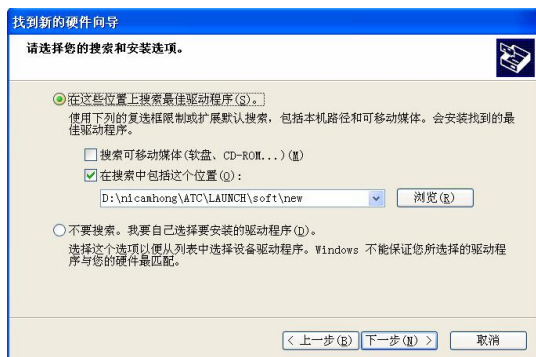 找到新的硬件向导
请选择您的搜索和安装选项。
在这些位置上搜索最佳驱动程序(S)。
使用下列的复选框限制或扩展默认搜索，包括本机路径和可移动媒体。会安装找到的最
佳驱动程序。
搜索可移动媒体(软盘、CD-ROM...)(M)
在搜索中包括这个位置(O):
D:\nicamhong\ATC\LAUNCH\soft\new
浏览(R)
不要搜索。我要自己选择要安装的驱动程序(D)。
选择这个选项以便从列表中选择设备驱动程序。Windows 不能保证您所选择的驱动程
序与您的硬件最匹配。
< 上一步(B) 下一步(N) > 取消